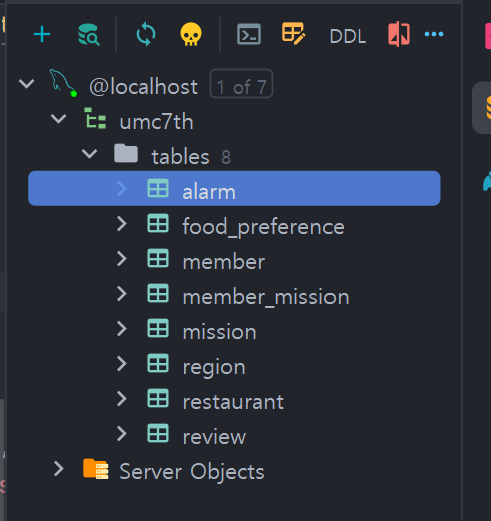 DDL
@localhost 1 of 7
umc7th
tables 8
alarm
food_preference
member
member_mission
mission
region
restaurant
review
Server Objects